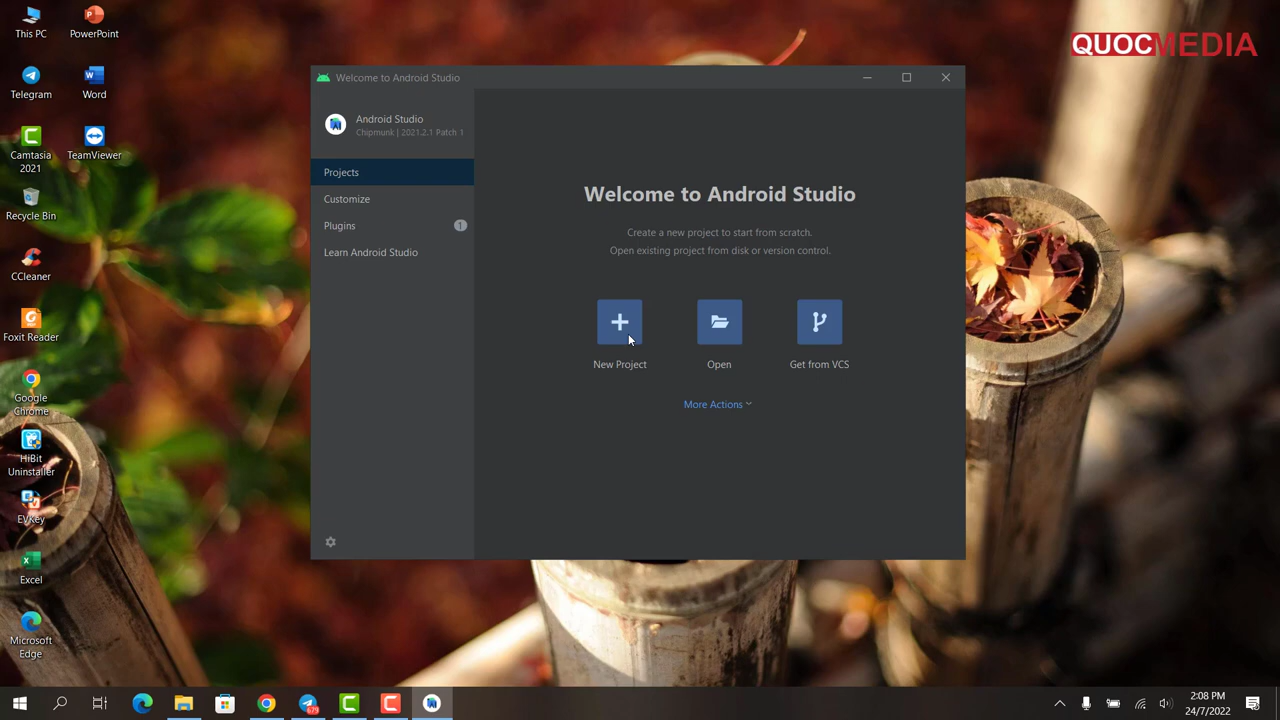 This PC
PowerPoint
Telegram
Word
Camtasia
2021
TeamViewer
Recycle Bin
CCleaner
Foxit Reader
Google
Chrome
HiBit
Uninstaller
EVKey
Excel
Microsoft
Edge
QUOCMEDIA
Welcome to Android Studio
Android Studio
Chipmunk | 2021.2.1 Patch 1
Projects
Customize
Plugins
1
Learn Android Studio
Welcome to Android Studio
Create a new project to start from scratch.
Open existing project from disk or version control.
New Project
Open
Get from VCS
More Actions
679
2:08 PM
24/7/2022